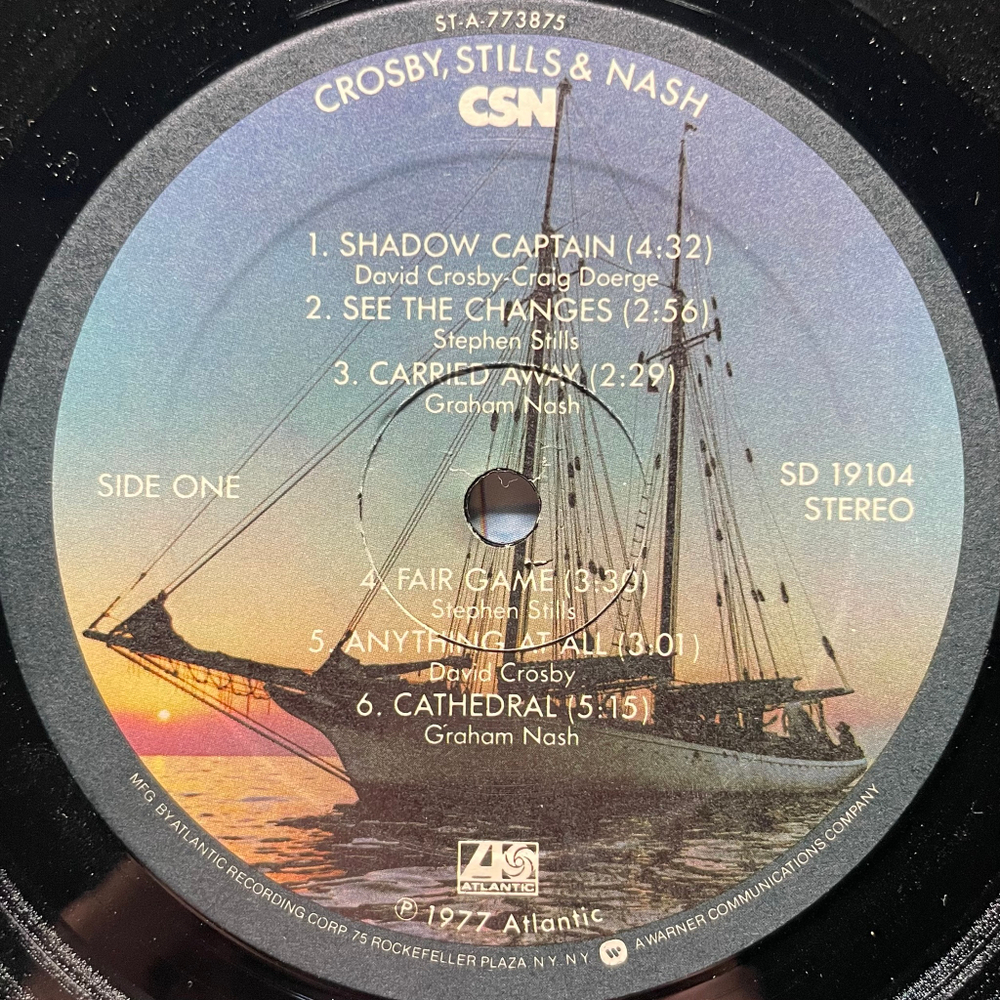 ST-A-773875
CROSBY, STILLS & NASH
CSN
1. SHADOW CAPTAIN (4:32)
David Crosby-Craig Doerge
2. SEE THE CHANGES (2:56)
Stephen Stills
3. CARRIED AWAY (2:29)
Graham Nash
SIDE ONE
SD 19104
STEREO
4. FAIR GAME (3:30)
Stephen Stills
5. ANYTHING AT ALL (3:01)
David Crosby
6. CATHEDRAL (5:15)
Graham Nash
ATLANTIC
℗ 1977 Atlantic
MFG. BY ATLANTIC RECORDING CORP. 75 ROCKEFELLER PLAZA. N.Y. N.Y. A WARNER COMMUNICATIONS COMPANY